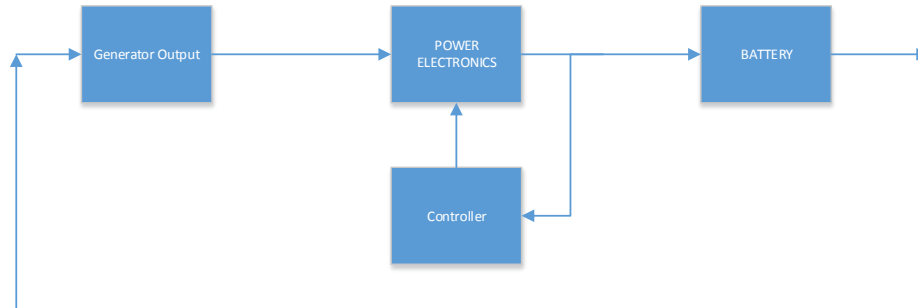 Generator Output
POWER
ELECTRONICS
BATTERY
Controller